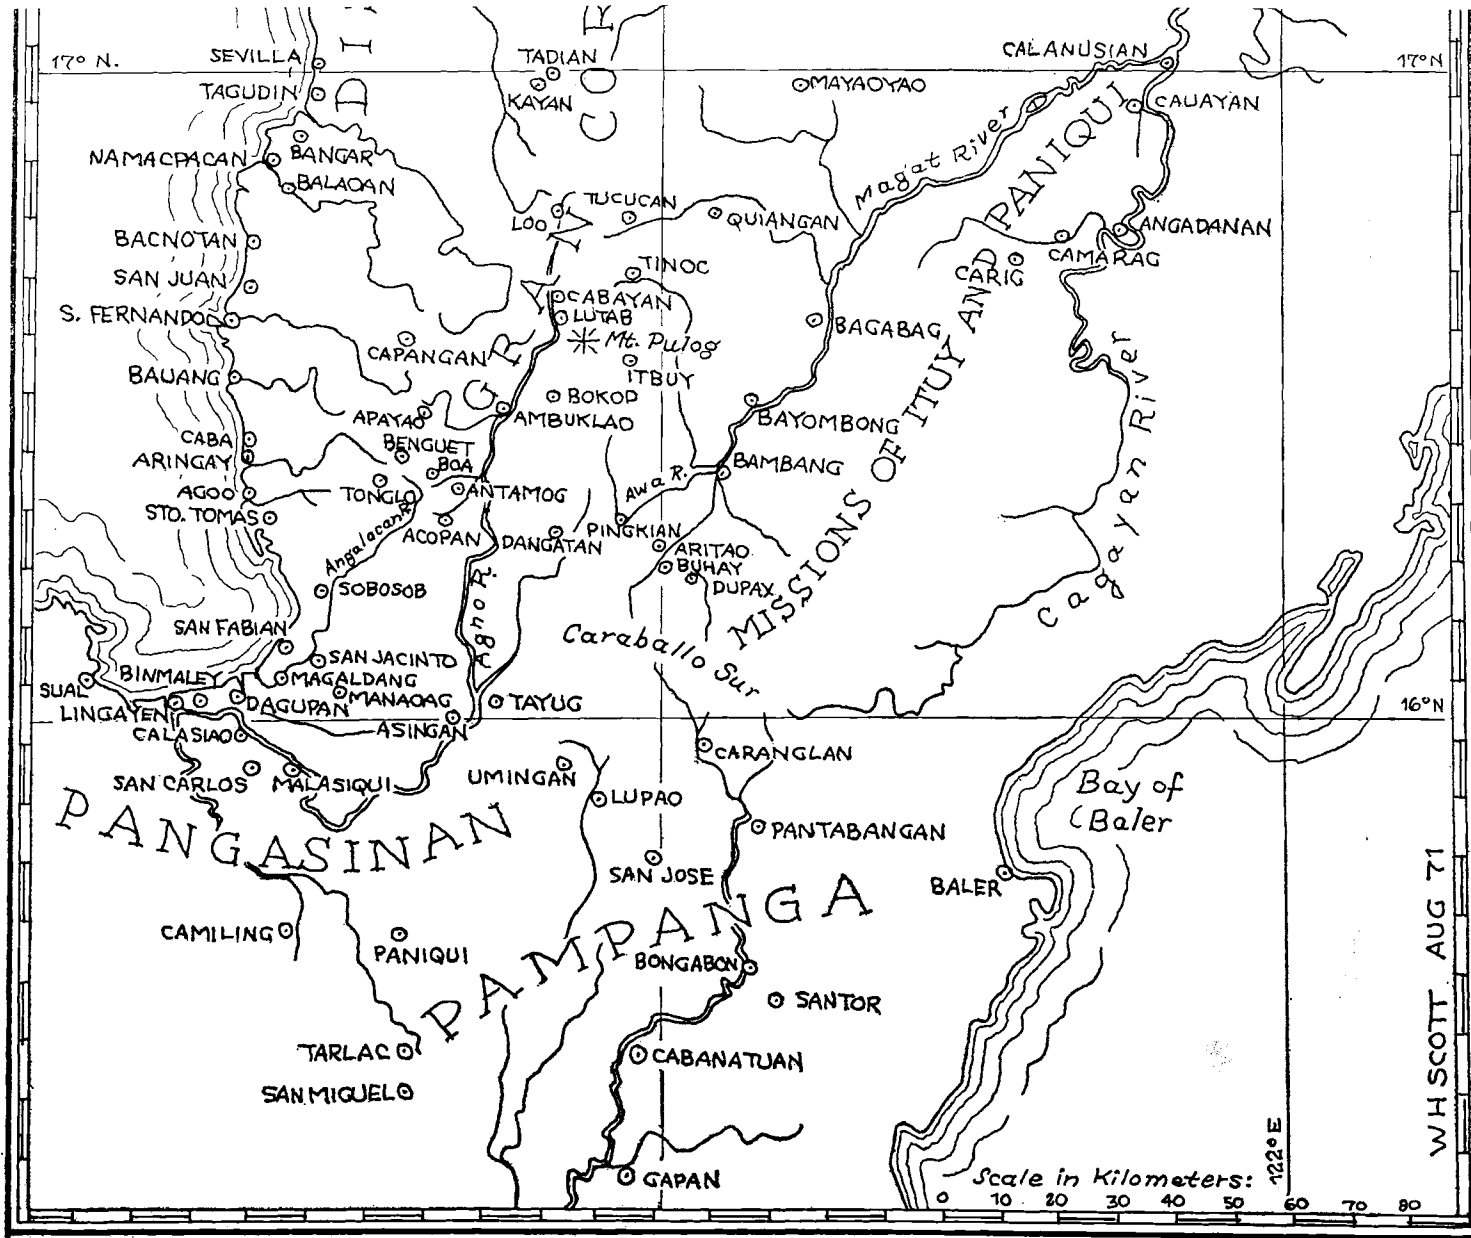 17° N.
SEVILLA
TAGUDIN
TADIAN
KAYAN
MAYAOYAO
CALANUSIAN
17°N
CAUAYAN
NAMACPACAN
BANGAR
BALAOAN
Magat River
LOO
TUCUCAN
QUIANGAN
ANGADANAN
CAMARAG
CARIG
BACNOTAN
SAN JUAN
S. FERNANDO
TINOC
CABAYAN
LUTAB
Mt. Pulog
BAGABAG
CAPANGAN
ITBUY
BAUANG
BOKOD
APAYAO
AMBUKLAO
BAYOMBONG
CABA
ARINGAY
BENGUET
BOA
BAMBANG
Awa R.
AGOO
STO. TOMAS
TONGLO
ANTAMOG
ACOPAN
DANGATAN
PINGKIAN
Angalacan R.
ARITAO
BUHAY
DUPAX
SOBOSOB
Agno R.
Cagayan River
MISSIONS OF ITUY AND PANIQUI
Caraballo Sur
SAN FABIAN
SAN JACINTO
BINMALEY
MAGALDANG
SUAL
MANAOAG
LINGAYEN
DAGUPAN
TAYUG
16°N
CALASIAO
ASINGAN
CARANGLAN
SAN CARLOS
MALASIQUI
UMINGAN
LUPAO
Bay of
Baler
PANGASINAN
PANTABANGAN
SAN JOSE
BALER
PAMPANGA
CAMILING
PANIQUI
BONGABON
SANTOR
TARLAC
CABANATUAN
SAN MIGUEL
GAPAN
Scale in Kilometers:
0 10 20 30 40 50 60 70 80
122°E
W H SCOTT AUG 71